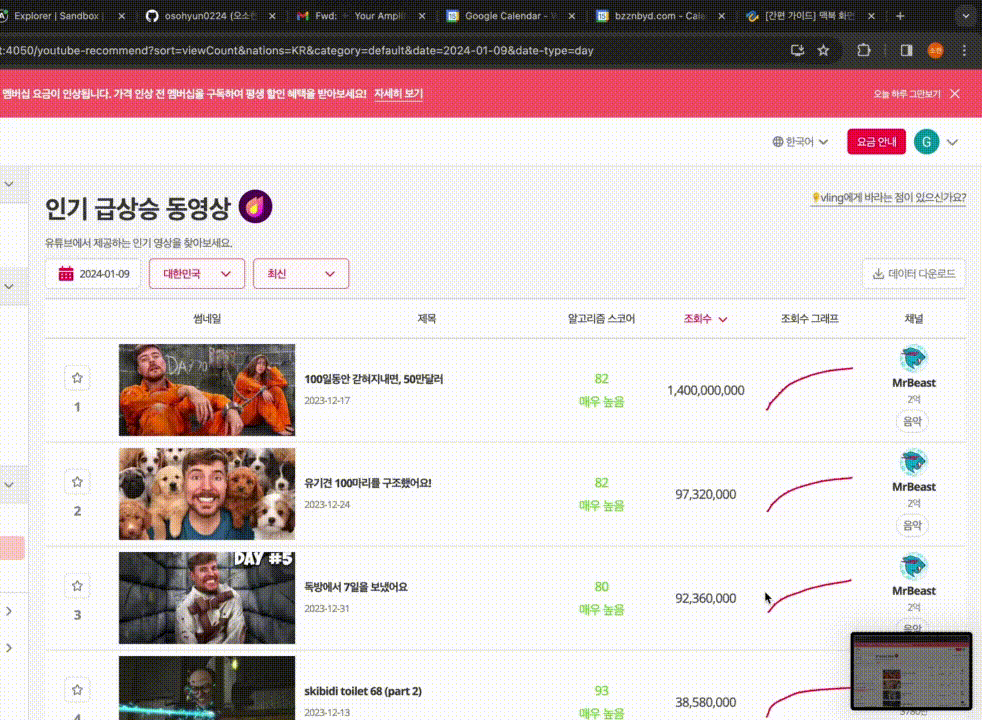 Explorer | Sandbox |
osohyun0224 (오소
Fwd: Your Ampli
Google Calendar -
bzznbyd.com - Cale
[간편 가이드] 맥북 화면
t:4050/youtube-recommend?sort=viewCount&nations=KR&category=default&date=2024-01-09&date-type=day
멤버십 요금이 인상됩니다. 가격 인상 전 멤버십을 구독하여 평생 할인 혜택을 받아보세요! 자세히 보기
오늘 하루 그만보기
한국어
요금 안내
G
인기 급상승 동영상
vling에게 바라는 점이 있으신가요?
유튜브에서 제공하는 인기 영상을 찾아보세요.
2024-01-09
대한민국
최신
데이터 다운로드
썸네일 제목 알고리즘 스코어 조회수 조회수 그래프 채널
1
DAY 70
100일동안 갇혀지내면, 50만달러
2023-12-17
82
매우 높음
1,400,000,000
MrBeast
2억
음악
2
유기견 100마리를 구조했어요!
2023-12-24
82
매우 높음
97,320,000
MrBeast
2억
음악
3
DAY #5
독방에서 7일을 보냈어요
2023-12-31
80
매우 높음
92,360,000
MrBeast
2억
음악
4
skibidi toilet 68 (part 2)
2023-12-13
93
매우 높음
38,580,000